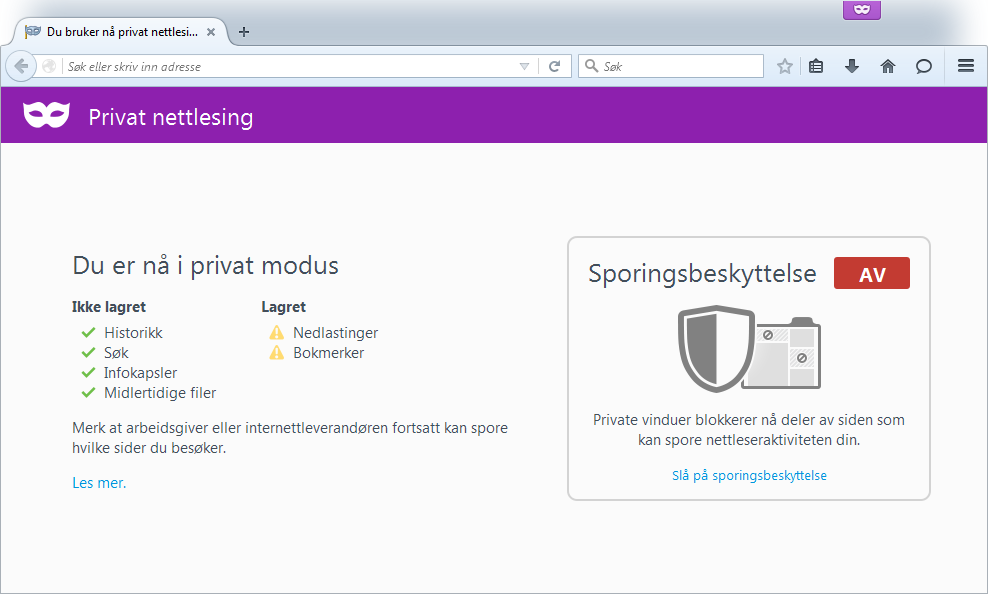 Du bruker nå privat nettlesi...
Søk eller skriv inn adresse
Søk
Privat nettlesing
Du er nå i privat modus
Ikke lagret
Historikk
Søk
Infokapsler
Midlertidige filer
Lagret
Nedlastinger
Bokmerker
Merk at arbeidsgiver eller internettleverandøren fortsatt kan spore
hvilke sider du besøker.
Les mer.
Sporingsbeskyttelse
AV
Private vinduer blokkerer nå deler av siden som
kan spore nettleseraktiviteten din.
Slå på sporingsbeskyttelse